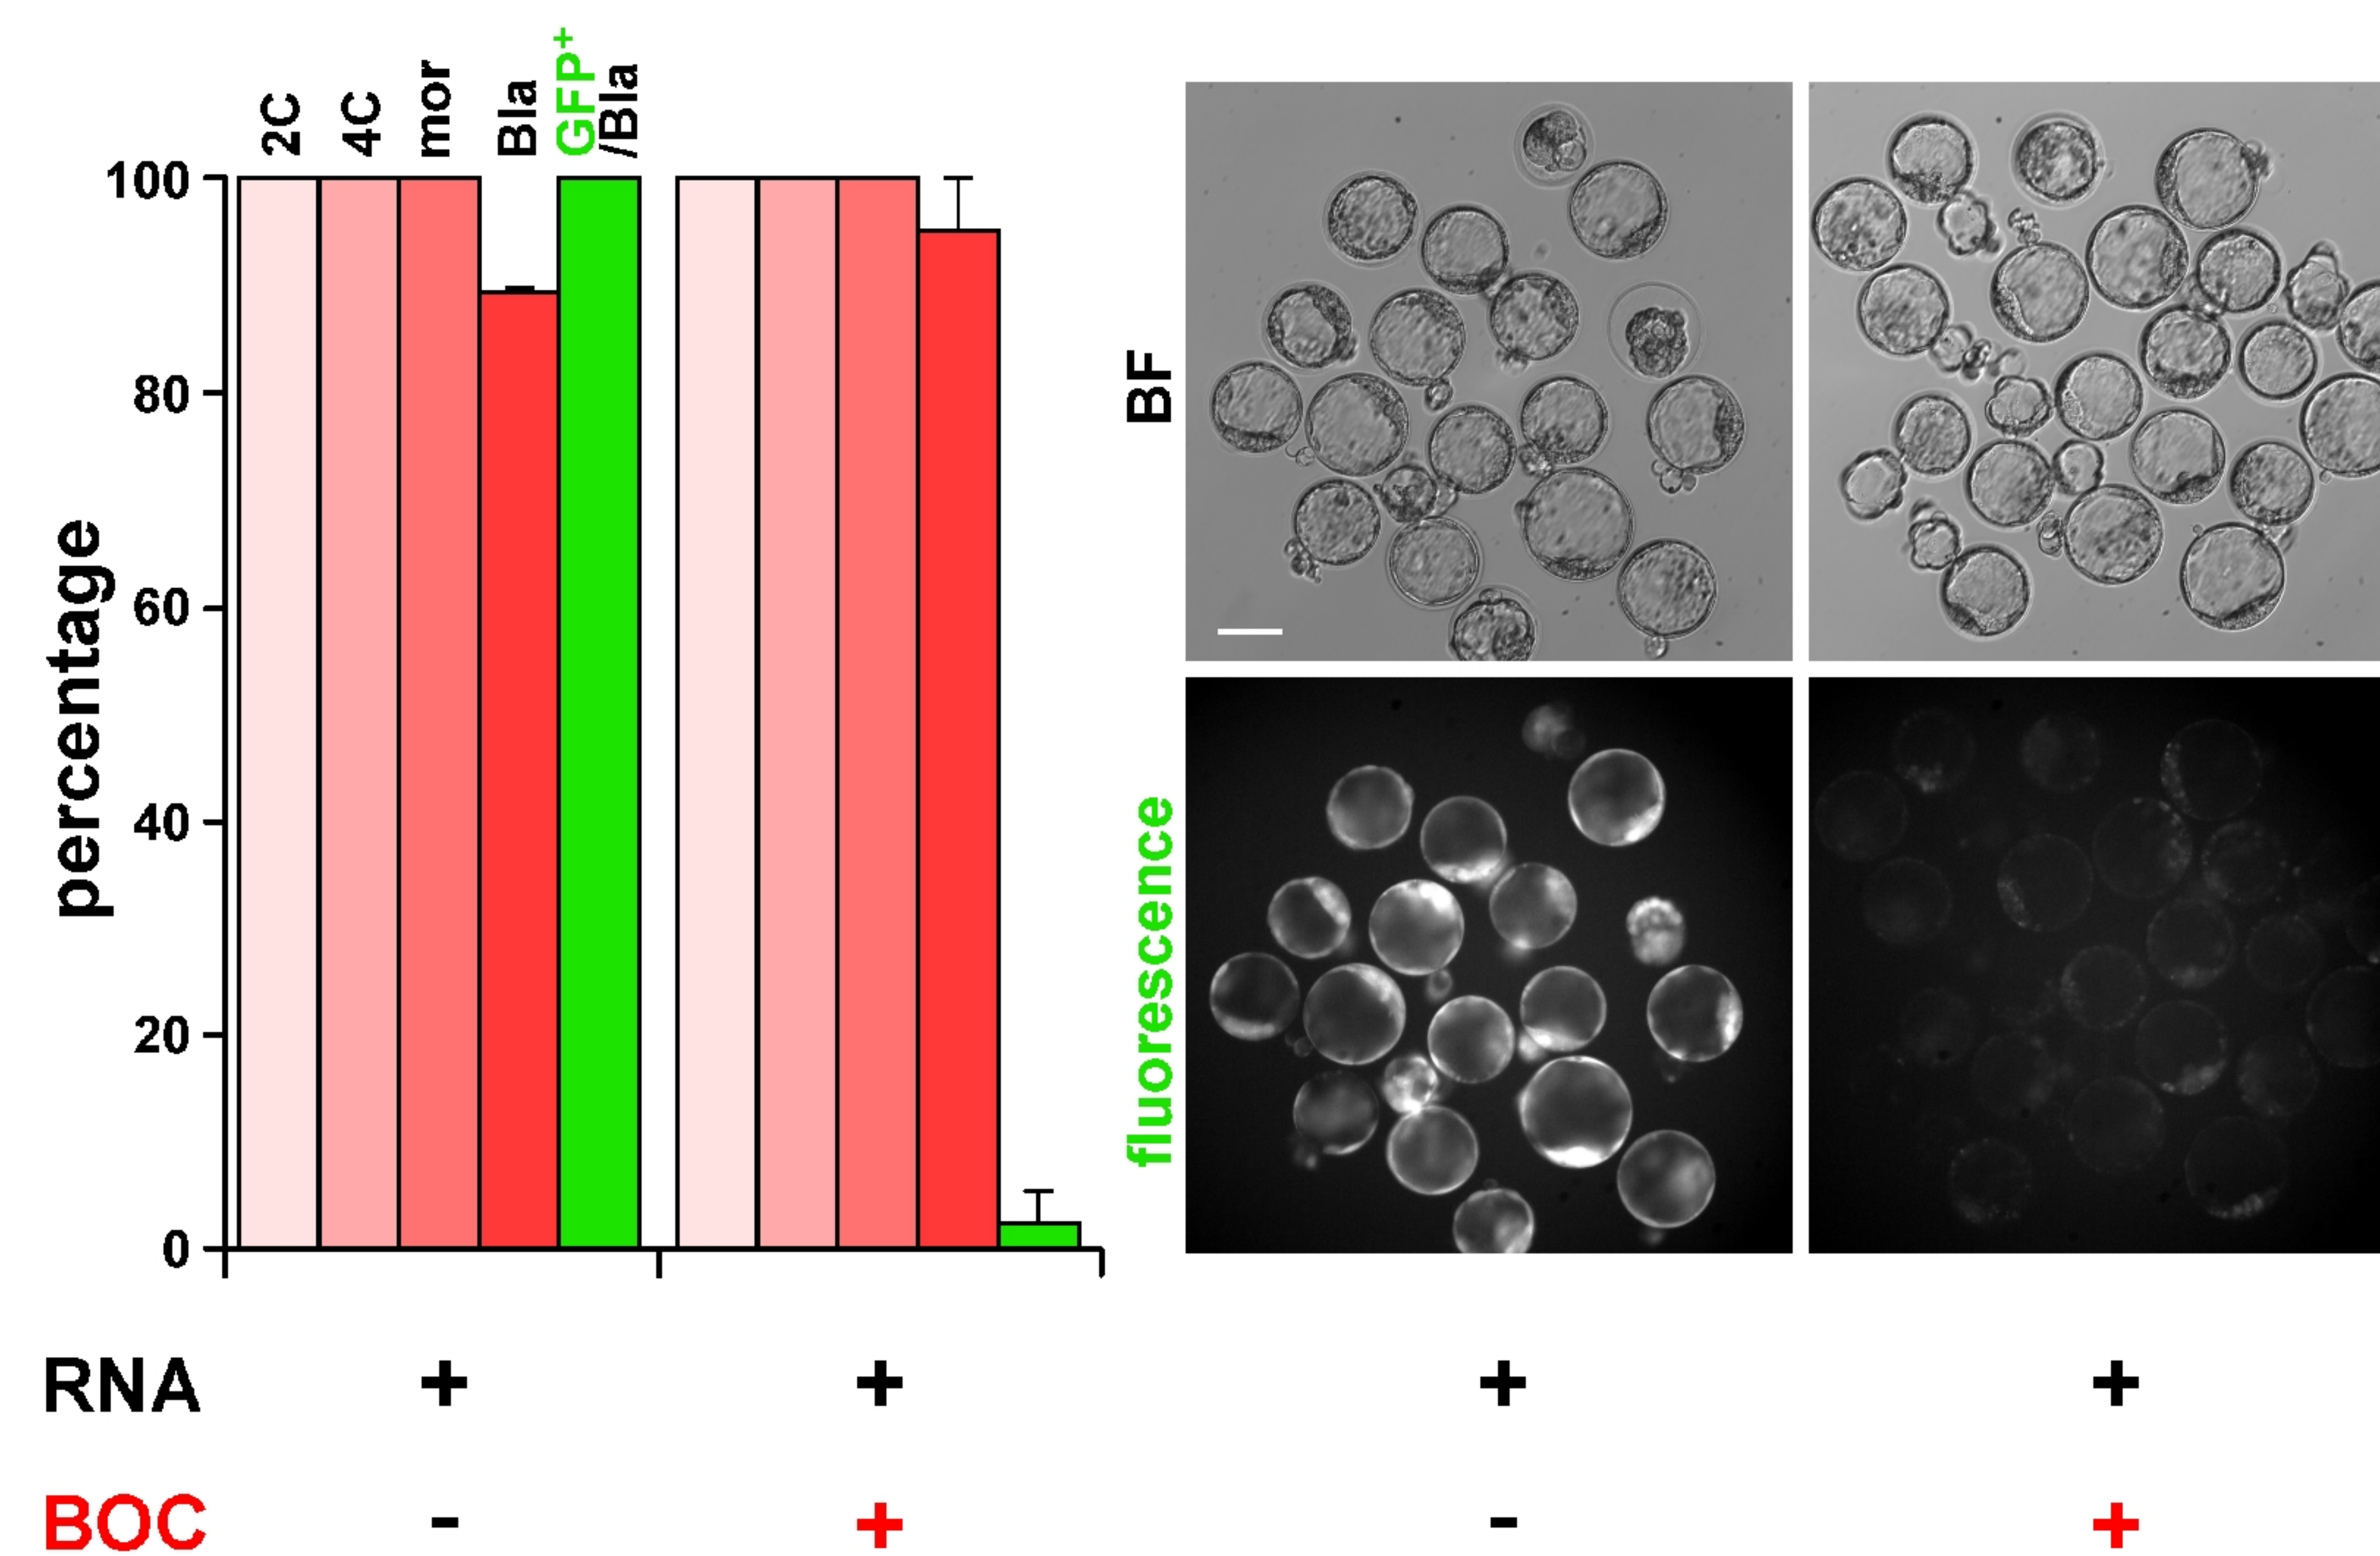 2C
4C
mor
Bla
GFP+
/Bla
100
80
60
40
20
0
percentage
BF
fluorescence
RNA + + + +
BOC - + - +